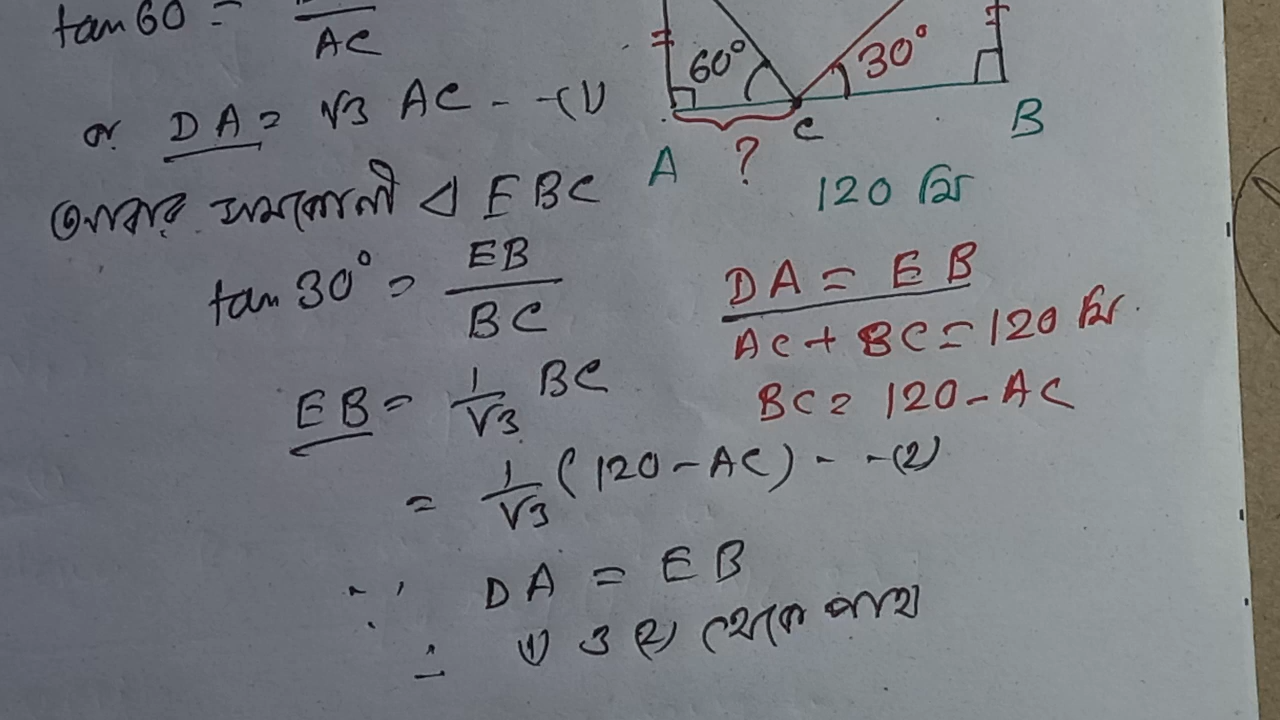 tan 60 =
AC
or DA = √3 AC - -(1)
60°
30°
A
?
C
B
120 মি
আবার সমকোণী ⊲ EBC
tan 30° = EB / BC
EB = 1/√3 BC
= 1/√3 (120 - AC) - -(2)
DA = EB
AC + BC = 120 মি.
BC = 120 - AC
∵ DA = EB
∴ (1) ও (2) থেকে পাই